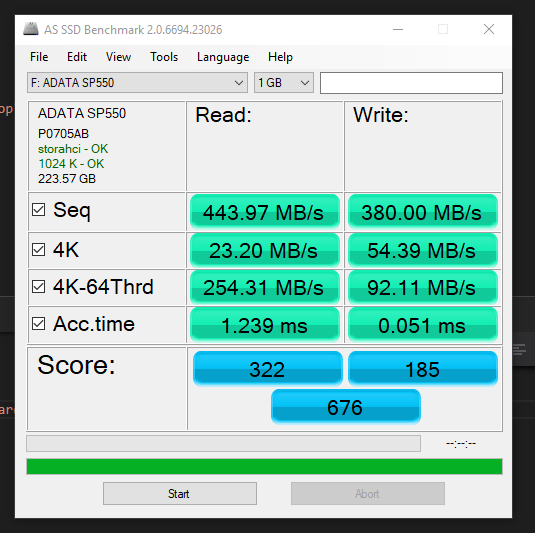 AS SSD Benchmark 2.0.6694.23026
File Edit View Tools Language Help
F: ADATA SP550 1 GB
ADATA SP550 Read: Write:
P0705AB
storahci - OK
1024 K - OK
223.57 GB
Seq 443.97 MB/s 380.00 MB/s
4K 23.20 MB/s 54.39 MB/s
4K-64Thrd 254.31 MB/s 92.11 MB/s
Acc.time 1.239 ms 0.051 ms
Score: 322 185
676
--:--:--
Start Abort